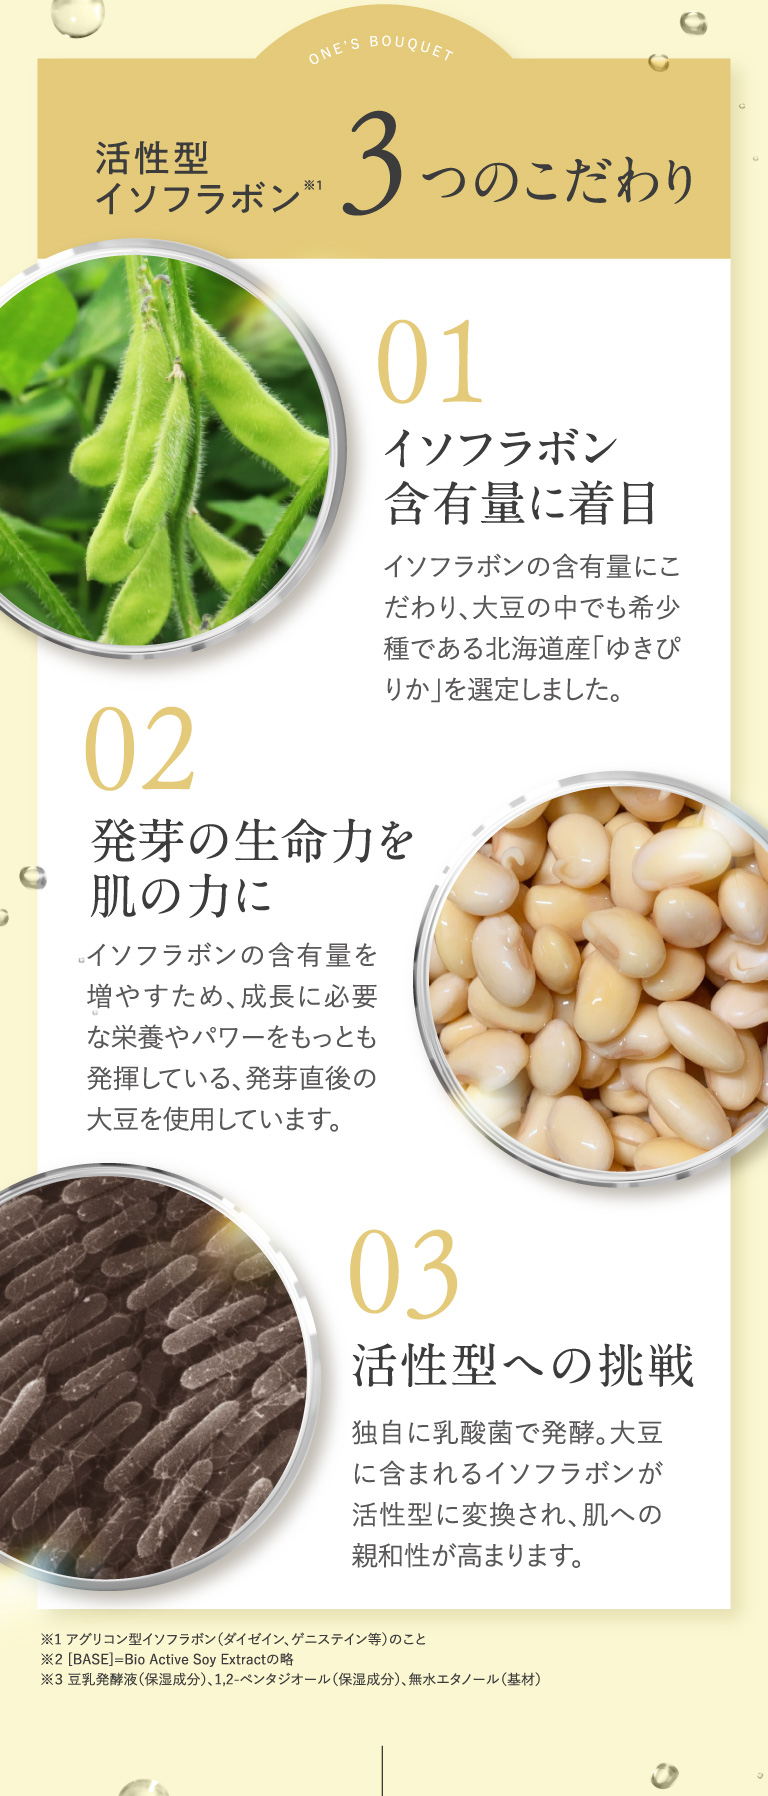 ONE'S BOUQUET
活性型
イソフラボン※1
3つのこだわり
01
イソフラボン
含有量に着目
イソフラボンの含有量にこ
だわり、大豆の中でも希少
種である北海道産「ゆきぴ
りか」を選定しました。
02
発芽の生命力を
肌の力に
イソフラボンの含有量を
増やすため、成長に必要
な栄養やパワーをもっとも
発揮している、発芽直後の
大豆を使用しています。
03
活性型への挑戦
独自に乳酸菌で発酵。大豆
に含まれるイソフラボンが
活性型に変換され、肌への
親和性が高まります。
※1 アグリコン型イソフラボン（ダイゼイン、ゲニステイン等）のこと
※2 [BASE]=Bio Active Soy Extractの略
※3 豆乳発酵液（保湿成分）、1,2-ペンタジオール（保湿成分）、無水エタノール（基材）